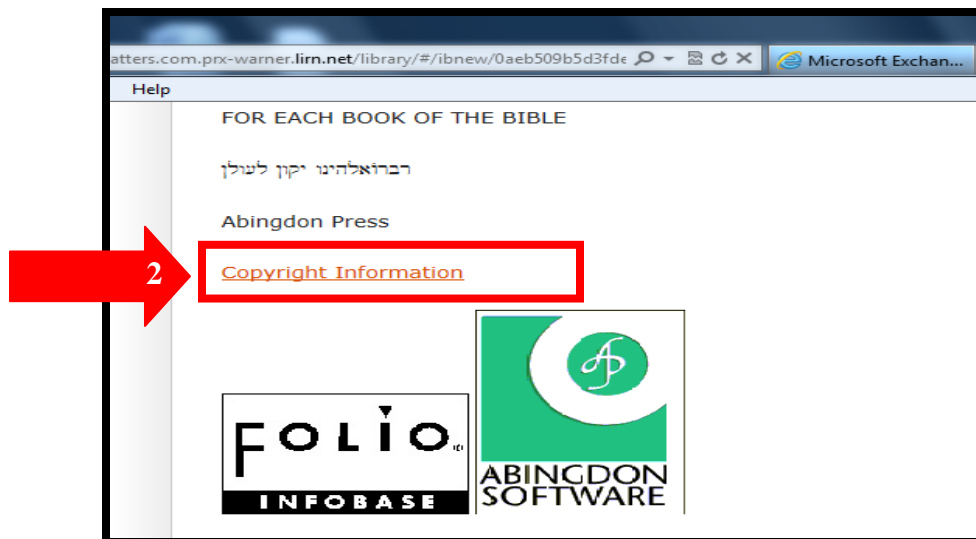 atters.com.prx-warner.lirn.net/library/#/ibnew/0aeb509b5d3fde
Microsoft Exchan...
Help
FOR EACH BOOK OF THE BIBLE
רברואלהינו יקון לעולן
Abingdon Press
2
Copyright Information
FOLIO
INFOBASE
ABINGDON
SOFTWARE